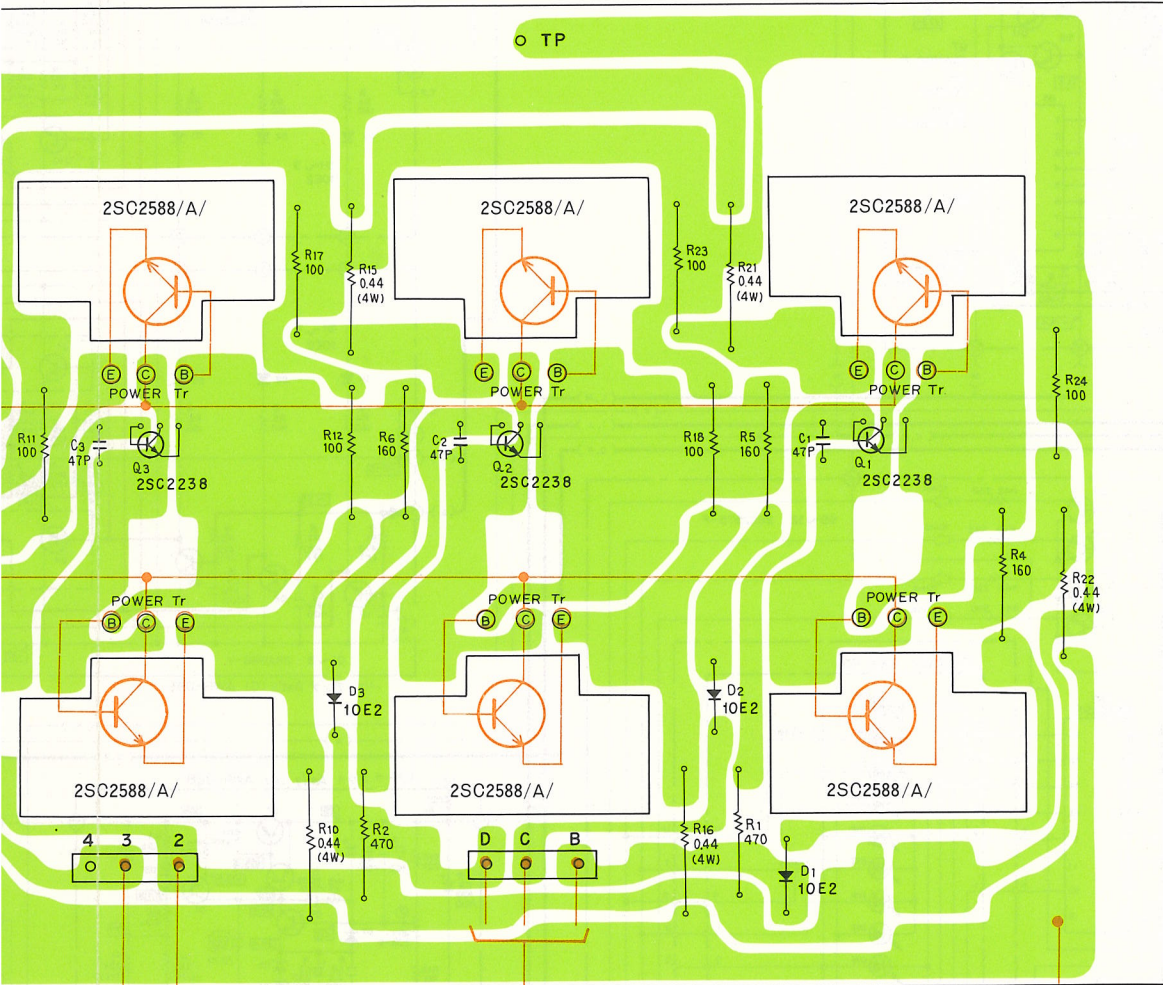 TP
2SC2588/A/
2SC2588/A/
2SC2588/A/
R17
100
R15
0.44
(4W)
R23
100
R21
0.44
(4W)
E C B
POWER Tr
E C B
POWER Tr
E C B
POWER Tr
R24
100
R11
100
C3
47P
Q3
2SC2238
R12
100
R6
160
C2
47P
Q2
2SC2238
R18
100
R5
160
C1
47P
Q1
2SC2238
R4
160
R22
0.44
(4W)
POWER Tr
B C E
POWER Tr
B C E
POWER Tr
B C E
D3
10E2
D2
10E2
2SC2588/A/
2SC2588/A/
2SC2588/A/
4 3 2
R10
0.44
(4W)
R2
470
D C B
R16
0.44
(4W)
R1
470
D1
10E2